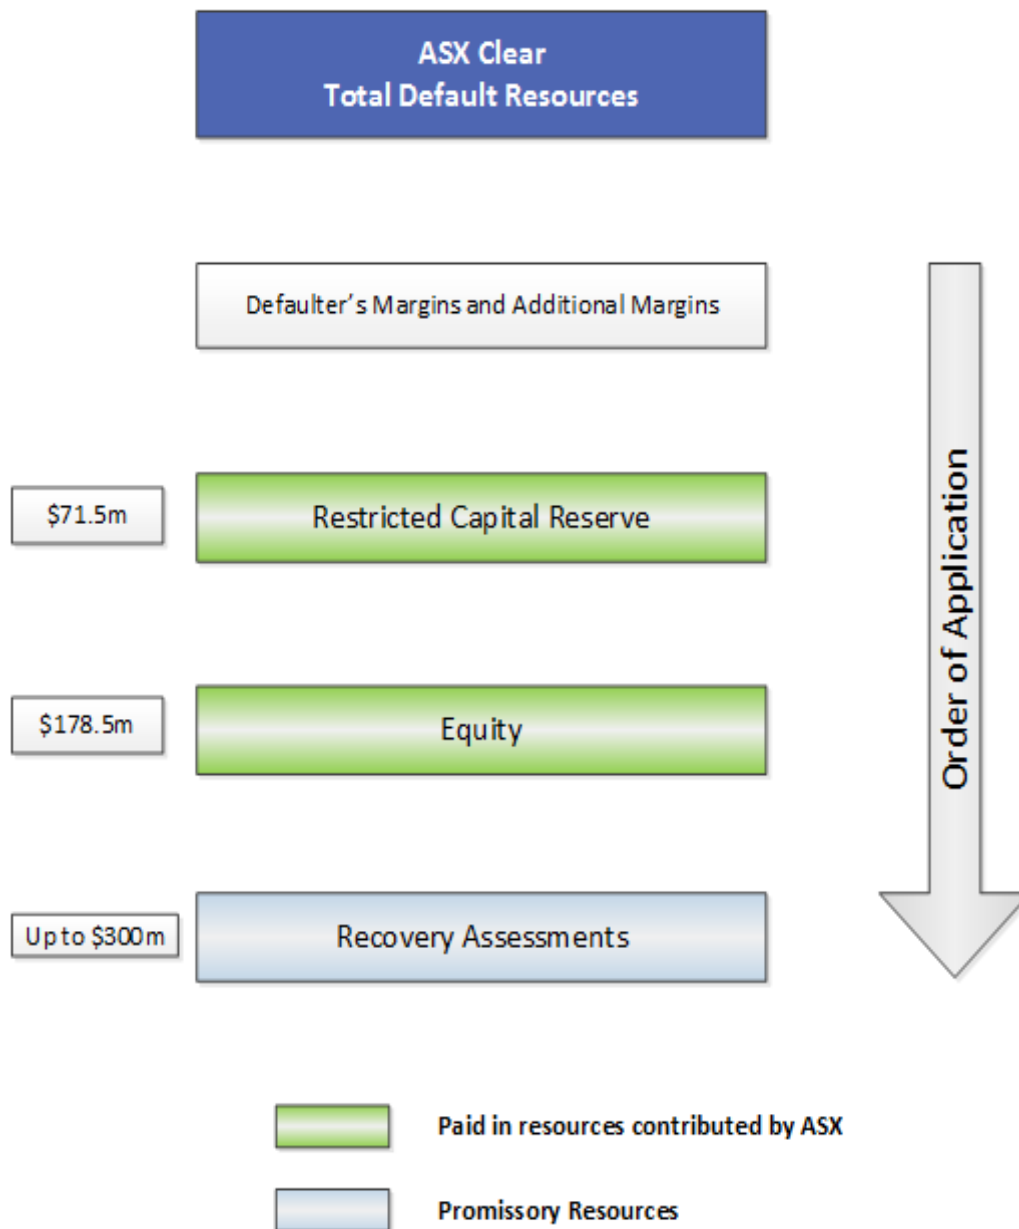 ASX Clear
Total Default Resources
Defaulter's Margins and Additional Margins
$71.5m
Restricted Capital Reserve
$178.5m
Equity
Up to $300m
Recovery Assessments
Order of Application
Paid in resources contributed by ASX
Promissory Resources